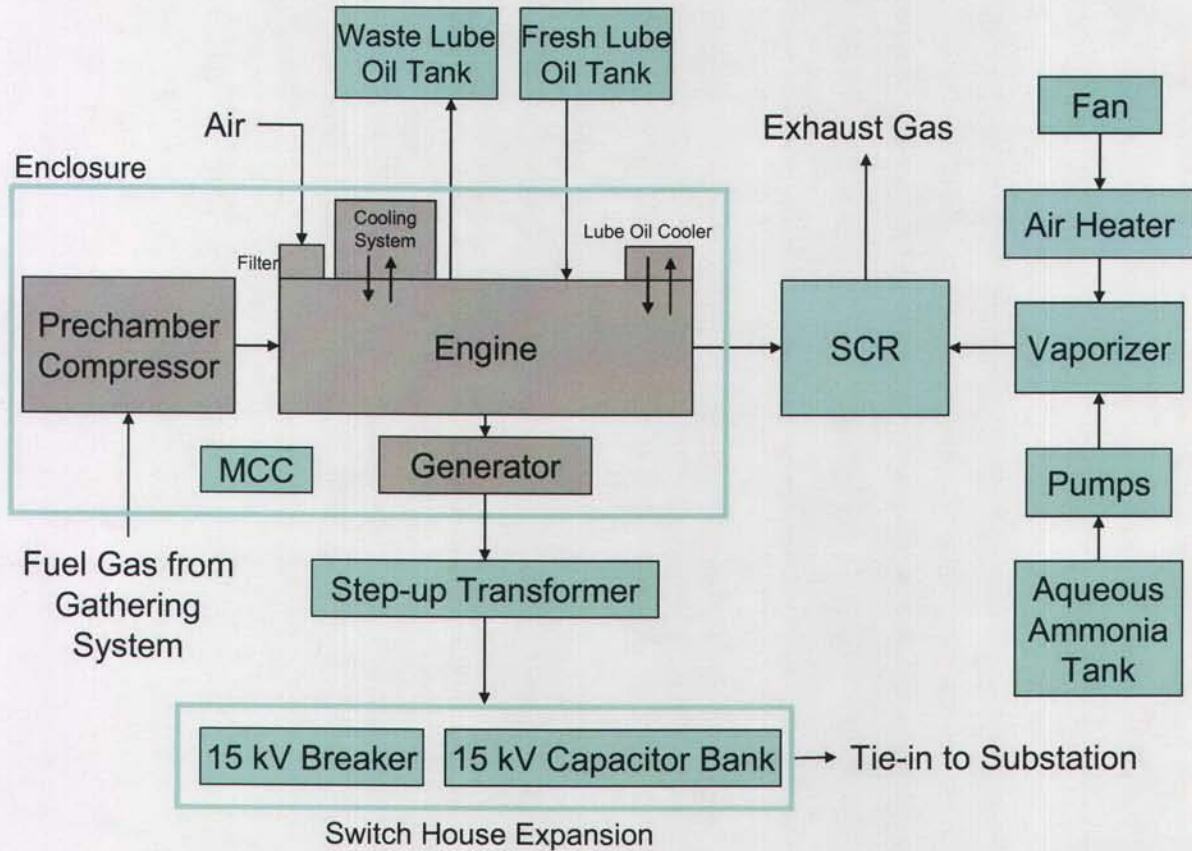 Waste Lube
Oil Tank
Fresh Lube
Oil Tank
Air
Exhaust Gas
Fan
Enclosure
Air Heater
Filter
Cooling
System
Lube Oil Cooler
Prechamber
Compressor
Engine
SCR
Vaporizer
MCC
Generator
Pumps
Fuel Gas from
Gathering
System
Step-up Transformer
Aqueous
Ammonia
Tank
15 kV Breaker
15 kV Capacitor Bank
Tie-in to Substation
Switch House Expansion